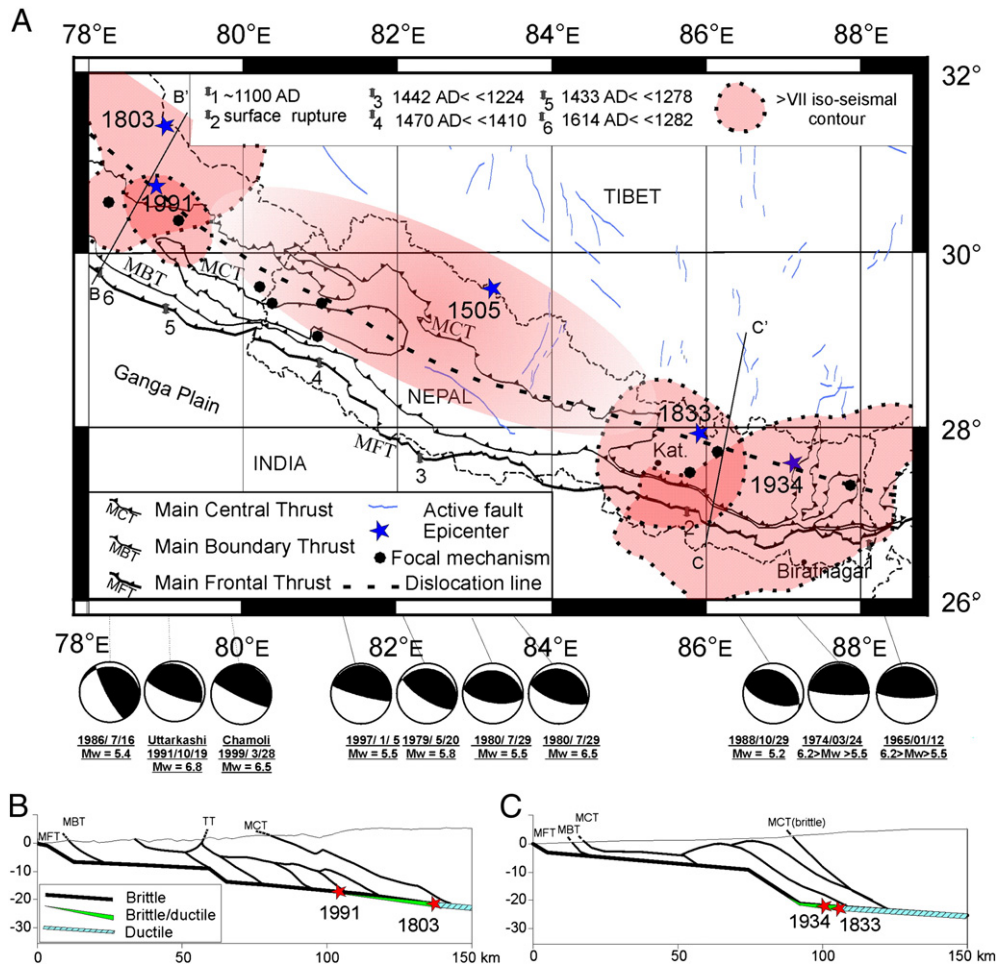 A
78°E 80°E 82°E 84°E 86°E 88°E
32°
B'
1 ~1100 AD
2 surface rupture
3 1442 AD< <1224
4 1470 AD< <1410
5 1433 AD< <1278
6 1614 AD< <1282
>VII iso-seismal
contour
1803
1991
TIBET
30°
MBT
MCT
B 6
5
1505
MCT
C'
Ganga Plain
4
NEPAL
1833
28°
MFT
INDIA
3
Kat.
1934
2
1
C
Biratnagar
MCT Main Central Thrust
MBT Main Boundary Thrust
MFT Main Frontal Thrust
Active fault
Epicenter
Focal mechanism
Dislocation line
26°
78°E 80°E 82°E 84°E 86°E 88°E
1986/ 7/16
Mw = 5.4
Uttarkashi
1991/10/19
Mw = 6.8
Chamoli
1999/ 3/28
Mw = 6.5
1997/ 1/ 5
Mw = 5.5
1979/ 5/20
Mw = 5.8
1980/ 7/29
Mw = 5.5
1980/ 7/29
Mw = 6.5
1988/10/29
Mw = 5.2
1974/03/24
6.2>Mw >5.5
1965/01/12
6.2>Mw>5.5
B
MFT MBT TT MCT
0
-10
-20
-30
Brittle
Brittle/ductile
Ductile
1991
1803
0 50 100 150 km
C
MFT MBT MCT MCT(brittle)
0
-10
-20
-30
1934 1833
0 50 100 150 km